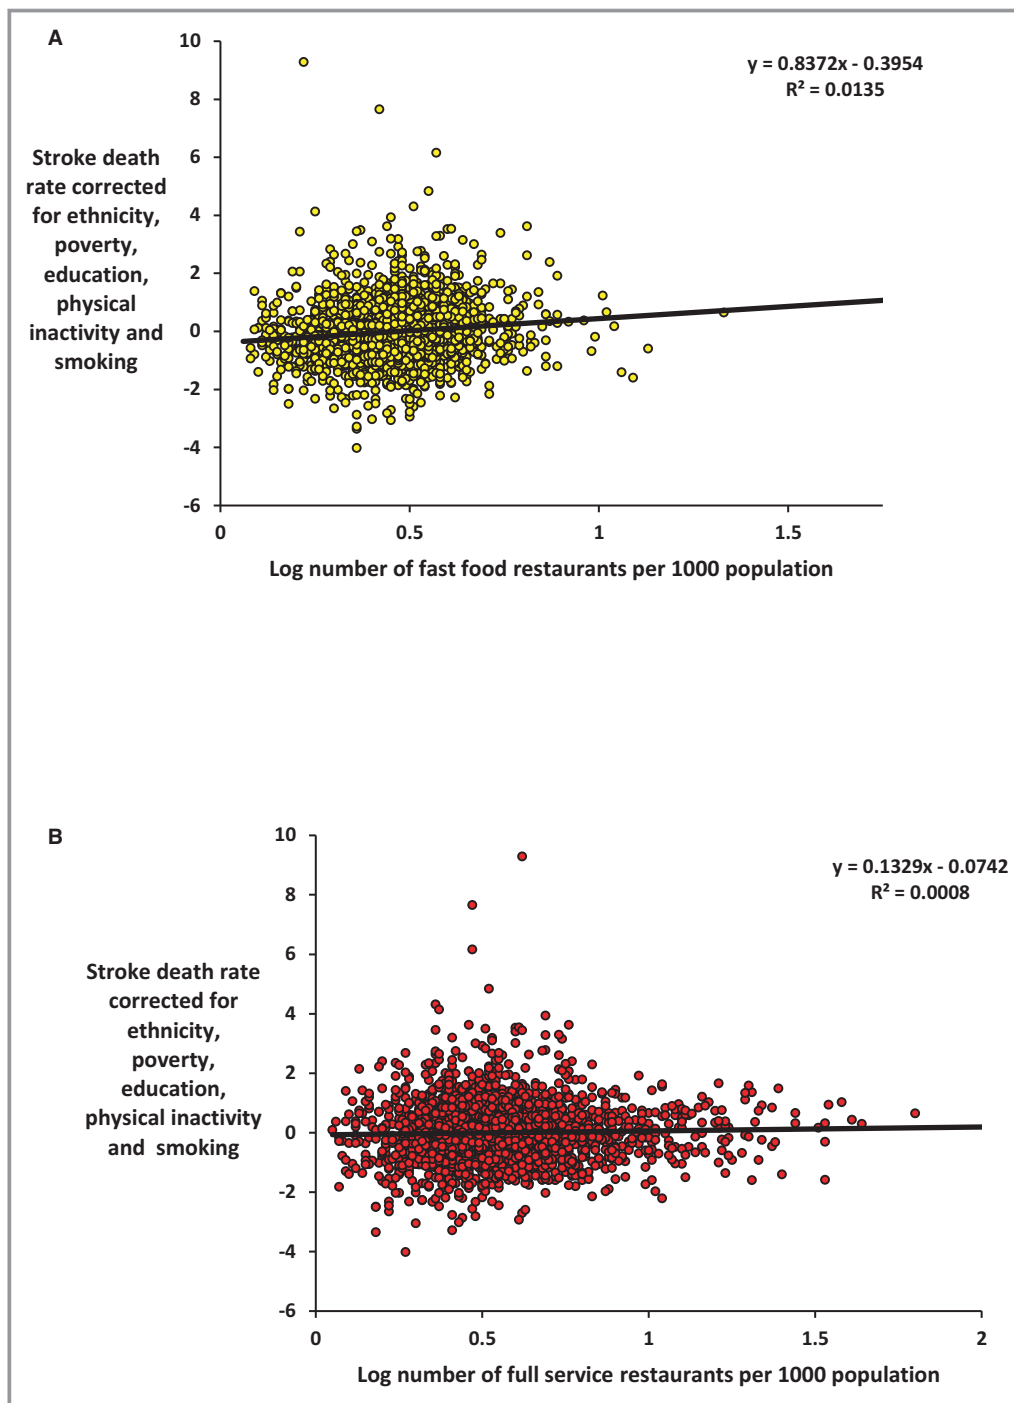 A
10
8
6
4
2
0
-2
-4
-6
y = 0.8372x - 0.3954
R² = 0.0135
Stroke death
rate corrected
for ethnicity,
poverty,
education,
physical
inactivity and
smoking
0
0.5
1
1.5
Log number of fast food restaurants per 1000 population
B
10
8
6
4
2
0
-2
-4
-6
y = 0.1329x - 0.0742
R² = 0.0008
Stroke death rate
corrected for
ethnicity,
poverty,
education,
physical inactivity
and smoking
0
0.5
1
1.5
2
Log number of full service restaurants per 1000 population